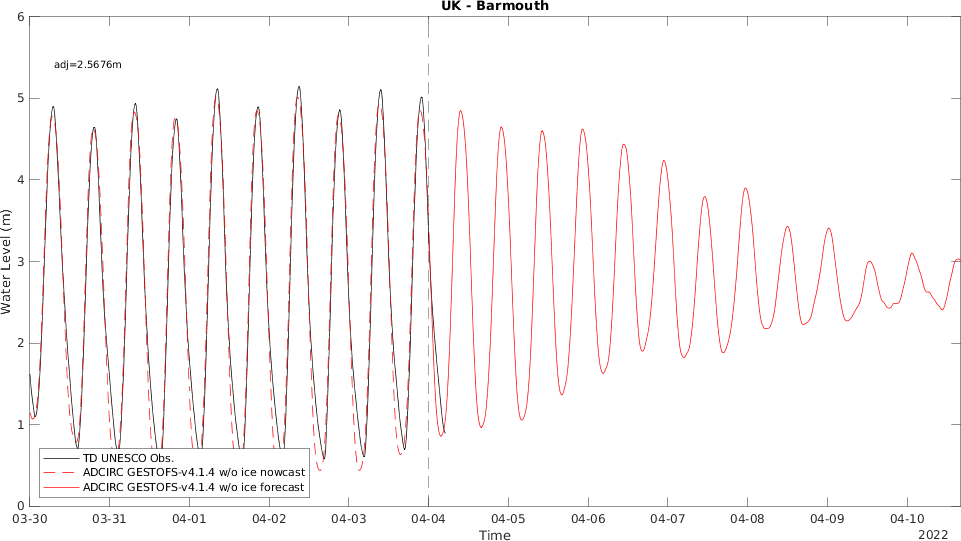 UK - Barmouth
6
adj=2.5676m
5
4
3
2
1
0
Water Level (m)
TD UNESCO Obs.
ADCIRC GESTOFS-v4.1.4 w/o ice nowcast
ADCIRC GESTOFS-v4.1.4 w/o ice forecast
03-30 03-31 04-01 04-02 04-03 04-04 04-05 04-06 04-07 04-08 04-09 04-10
Time
2022